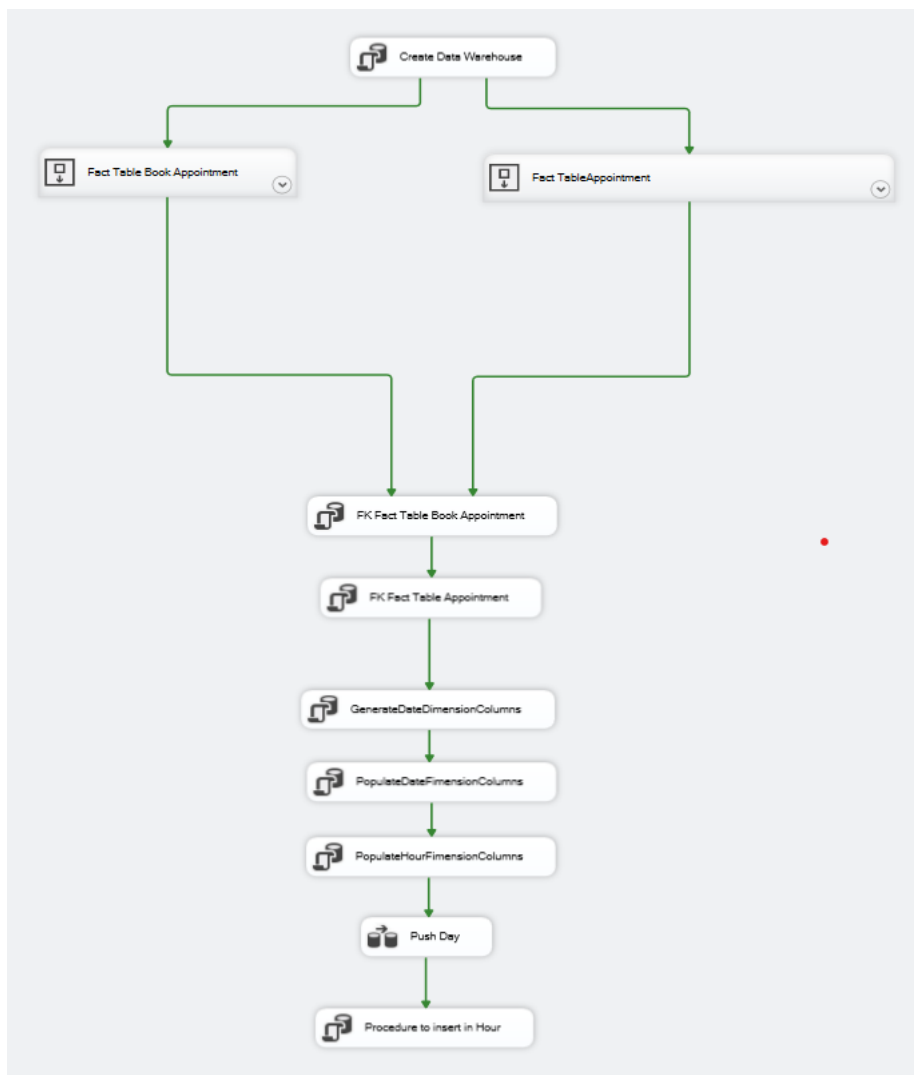 Create Data Warehouse
Fact Table Book Appointment
Fact TableAppointment
FK Fact Table Book Appointment
FK Fact Table Appointment
GenerateDateDimensionColumns
PopulateDateFimensionColumns
PopulateHourFimensionColumns
Push Day
Procedure to insert in Hour